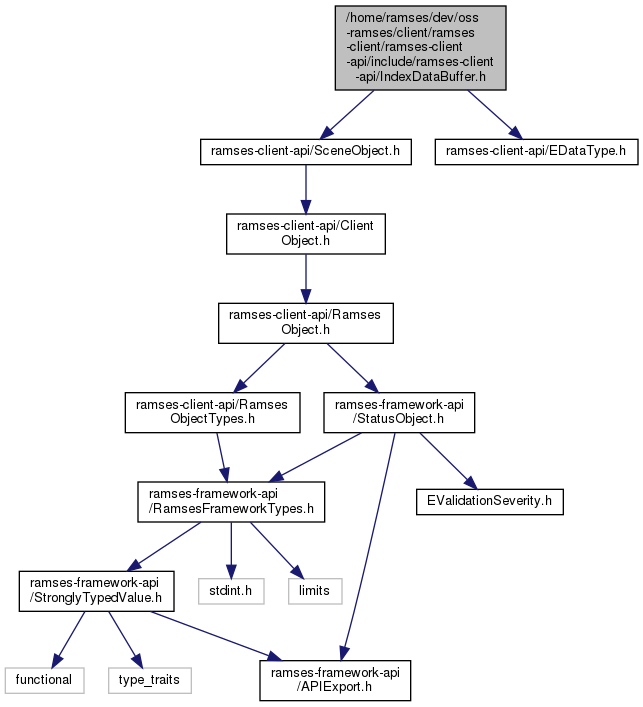 /home/ramses/dev/oss
-ramses/client/ramses
-client/ramses-client
-api/include/ramses-client
-api/IndexDataBuffer.h
ramses-client-api/SceneObject.h
ramses-client-api/EDataType.h
ramses-client-api/Client
Object.h
ramses-client-api/Ramses
Object.h
ramses-client-api/Ramses
ObjectTypes.h
ramses-framework-api
/StatusObject.h
ramses-framework-api
/RamsesFrameworkTypes.h
EValidationSeverity.h
ramses-framework-api
/StronglyTypedValue.h
stdint.h
limits
functional
type_traits
ramses-framework-api
/APIExport.h